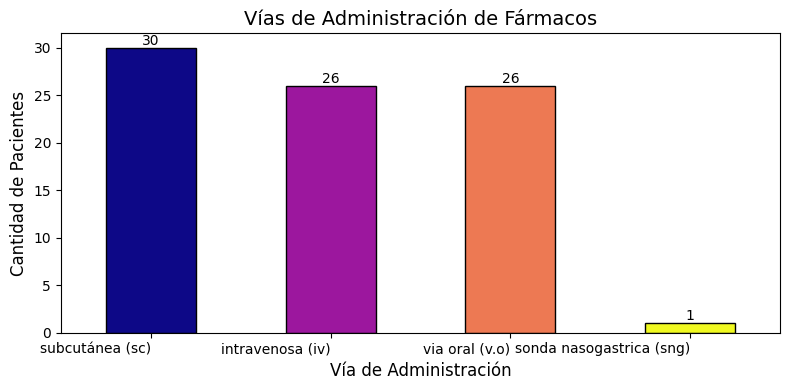 Vías de Administración de Fármacos
Cantidad de Pacientes
30
25
20
15
10
5
0
30
26
26
1
subcutánea (sc)
intravenosa (iv)
via oral (v.o)
sonda nasogastrica (sng)
Vía de Administración